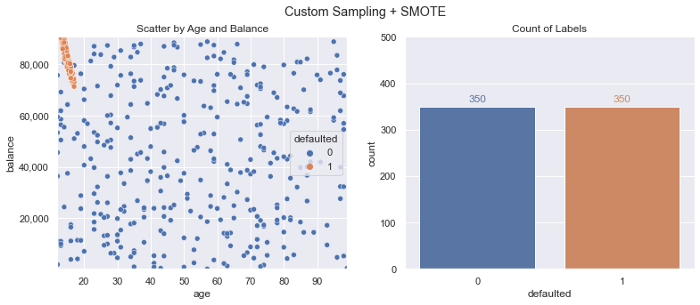 Custom Sampling + SMOTE
Scatter by Age and Balance
80,000
60,000
40,000
20,000
balance
defaulted
0
1
20 30 40 50 60 70 80 90
age
Count of Labels
500
400
300
200
100
0
count
350 350
0 1
defaulted